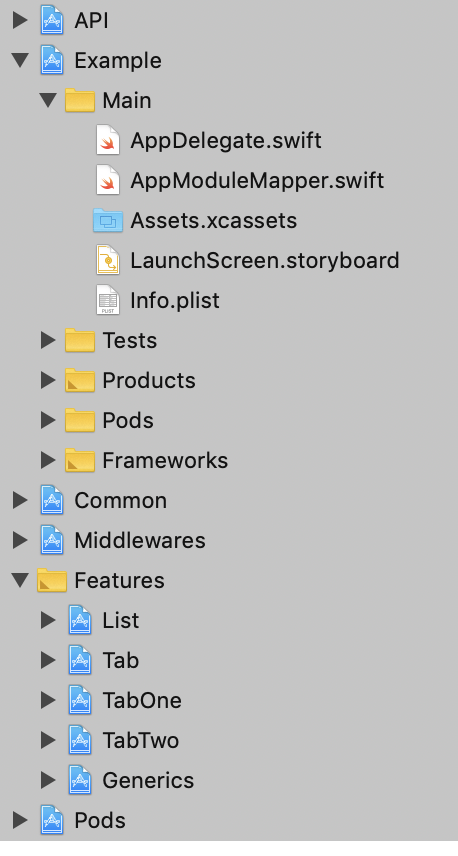 API
Example
Main
AppDelegate.swift
AppModuleMapper.swift
Assets.xcassets
LaunchScreen.storyboard
Info.plist
Tests
Products
Pods
Frameworks
Common
Middlewares
Features
List
Tab
TabOne
TabTwo
Generics
Pods